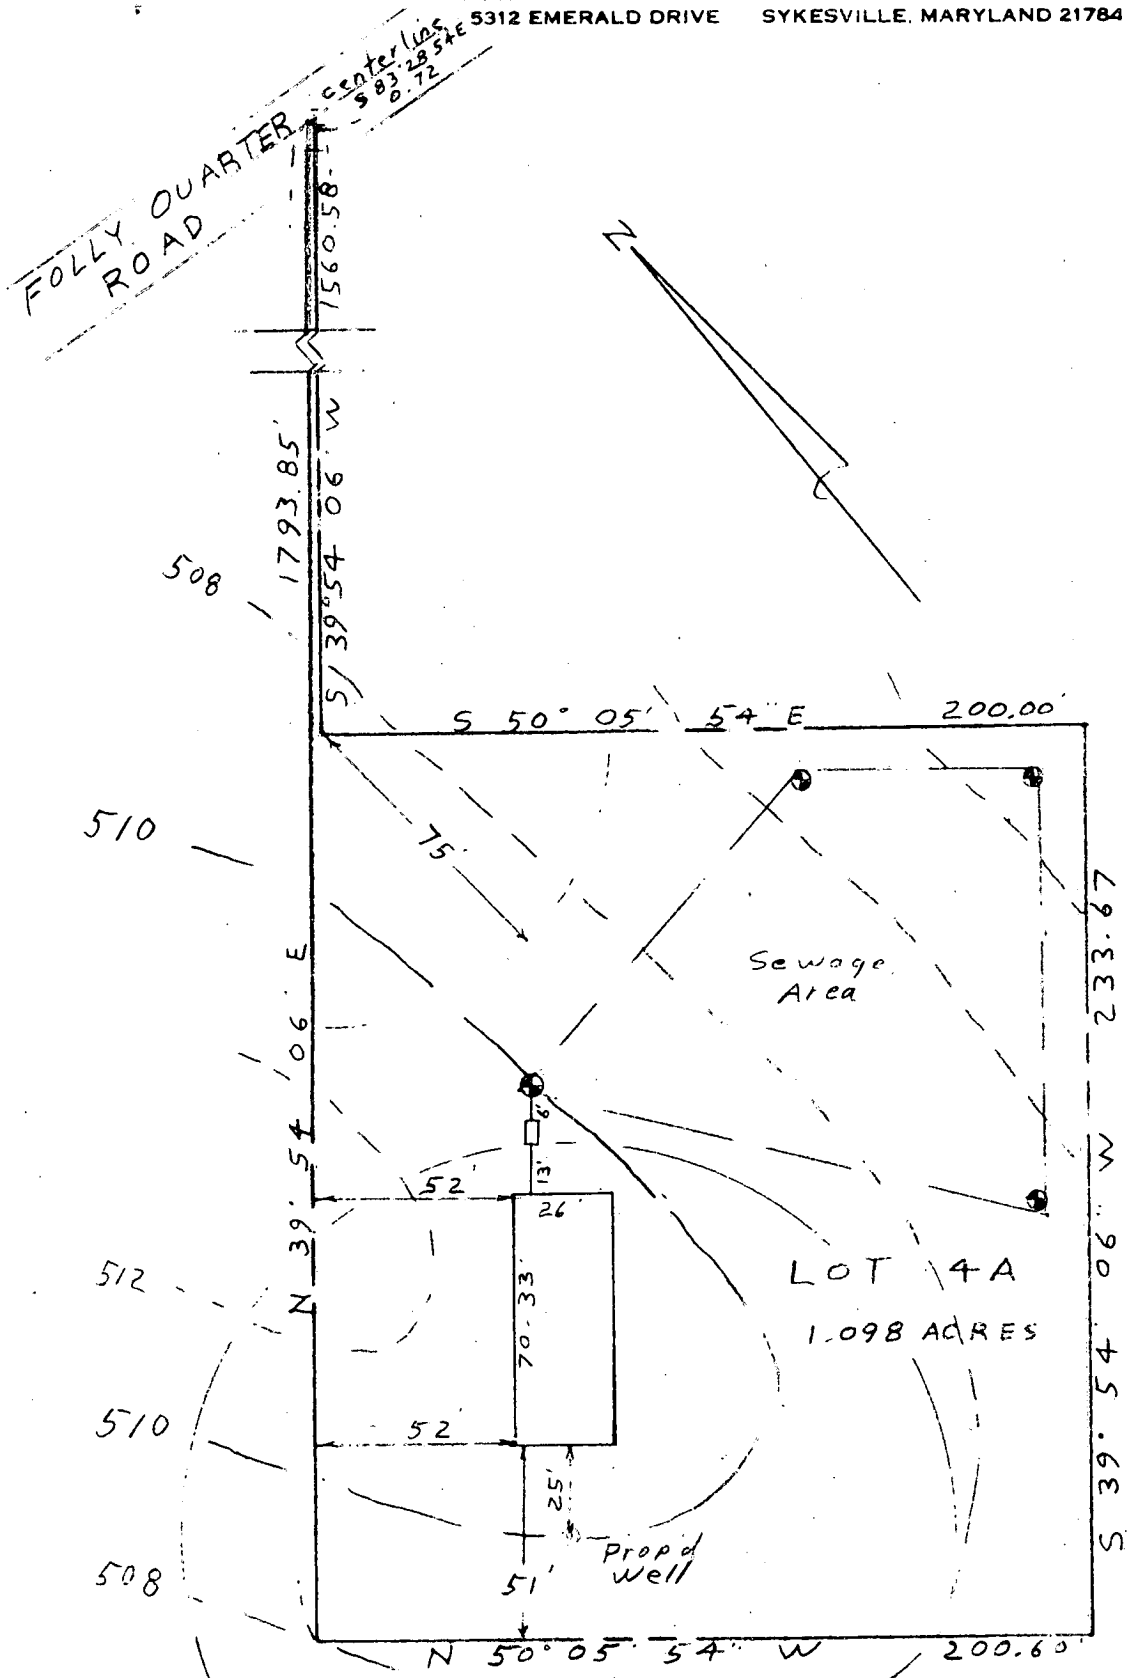 5312 EMERALD DRIVE SYKESVILLE, MARYLAND 21784
centerline
S 83°28'54"E
0.72
FOLLY QUARTER
ROAD
1560.58
N
1793.85'
S 39°54' 06" W
508
S 50° 05' 54" E 200.00'
75'
510
Sewage
Area
233.67
S 39° 54' 06" W
N 39° 54' 06" E
6'
13'
52'
26'
70.33'
512
LOT 4A
1.098 ACRES
510
52'
25'
Prop'd
Well
51'
508
N 50° 05' 54" W 200.60'